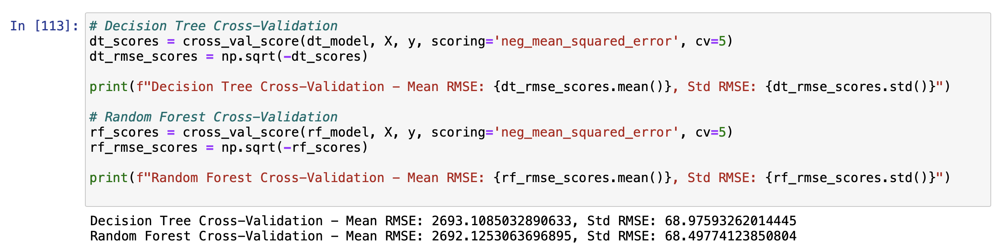 In [113]:
# Decision Tree Cross-Validation
dt_scores = cross_val_score(dt_model, X, y, scoring='neg_mean_squared_error', cv=5)
dt_rmse_scores = np.sqrt(-dt_scores)
print(f"Decision Tree Cross-Validation - Mean RMSE: {dt_rmse_scores.mean()}, Std RMSE: {dt_rmse_scores.std()}")
# Random Forest Cross-Validation
rf_scores = cross_val_score(rf_model, X, y, scoring='neg_mean_squared_error', cv=5)
rf_rmse_scores = np.sqrt(-rf_scores)
print(f"Random Forest Cross-Validation - Mean RMSE: {rf_rmse_scores.mean()}, Std RMSE: {rf_rmse_scores.std()}")
Decision Tree Cross-Validation - Mean RMSE: 2693.1085032890633, Std RMSE: 68.97593262014445
Random Forest Cross-Validation - Mean RMSE: 2692.1253063696895, Std RMSE: 68.49774123850804